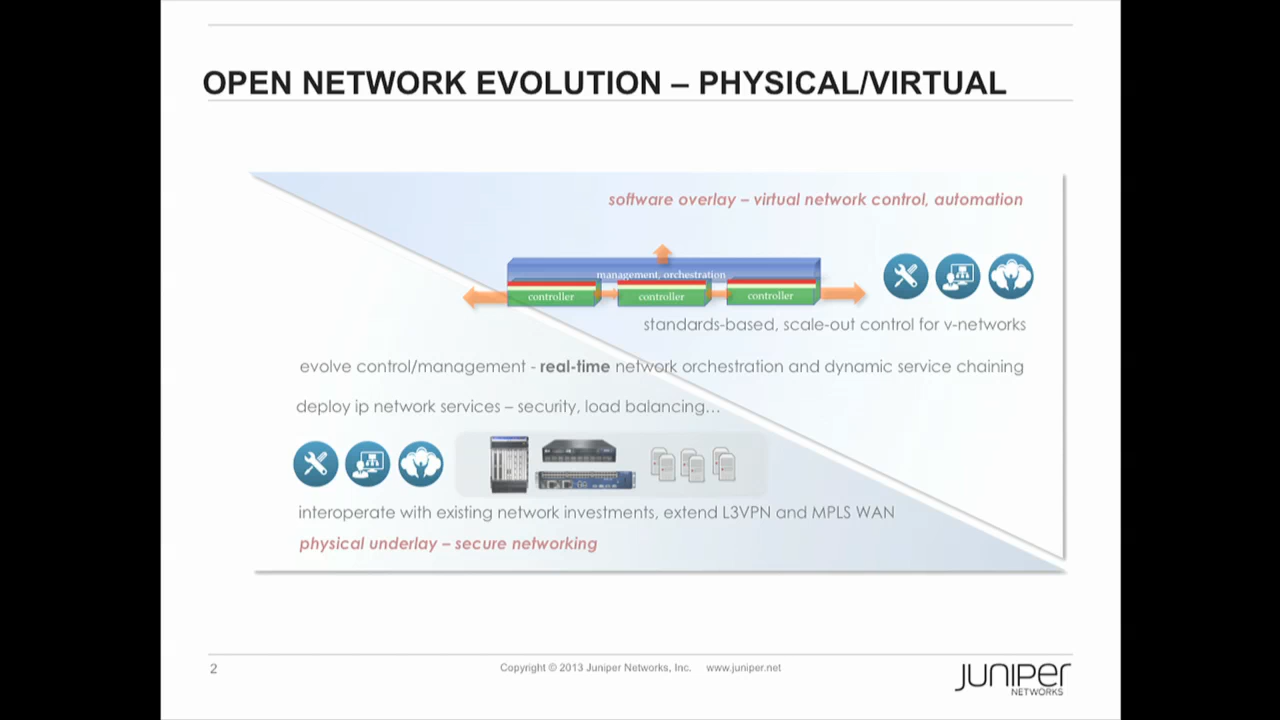 OPEN NETWORK EVOLUTION – PHYSICAL/VIRTUAL
software overlay – virtual network control, automation
management, orchestration
controller
controller
controller
standards-based, scale-out control for v-networks
evolve control/management - real-time network orchestration and dynamic service chaining
deploy ip network services – security, load balancing...
interoperate with existing network investments, extend L3VPN and MPLS WAN
physical underlay – secure networking
2
Copyright © 2013 Juniper Networks, Inc. www.juniper.net
JUNIPER
NETWORKS